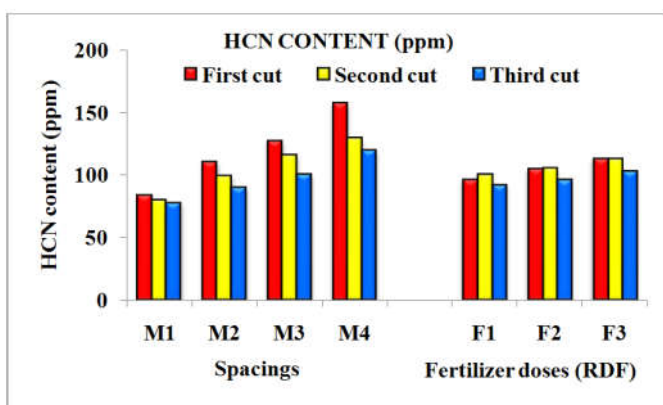 HCN CONTENT (ppm)
First cut Second cut Third cut
HCN content (ppm)
200
150
100
50
0
M1 M2 M3 M4 F1 F2 F3
Spacings Fertilizer doses (RDF)